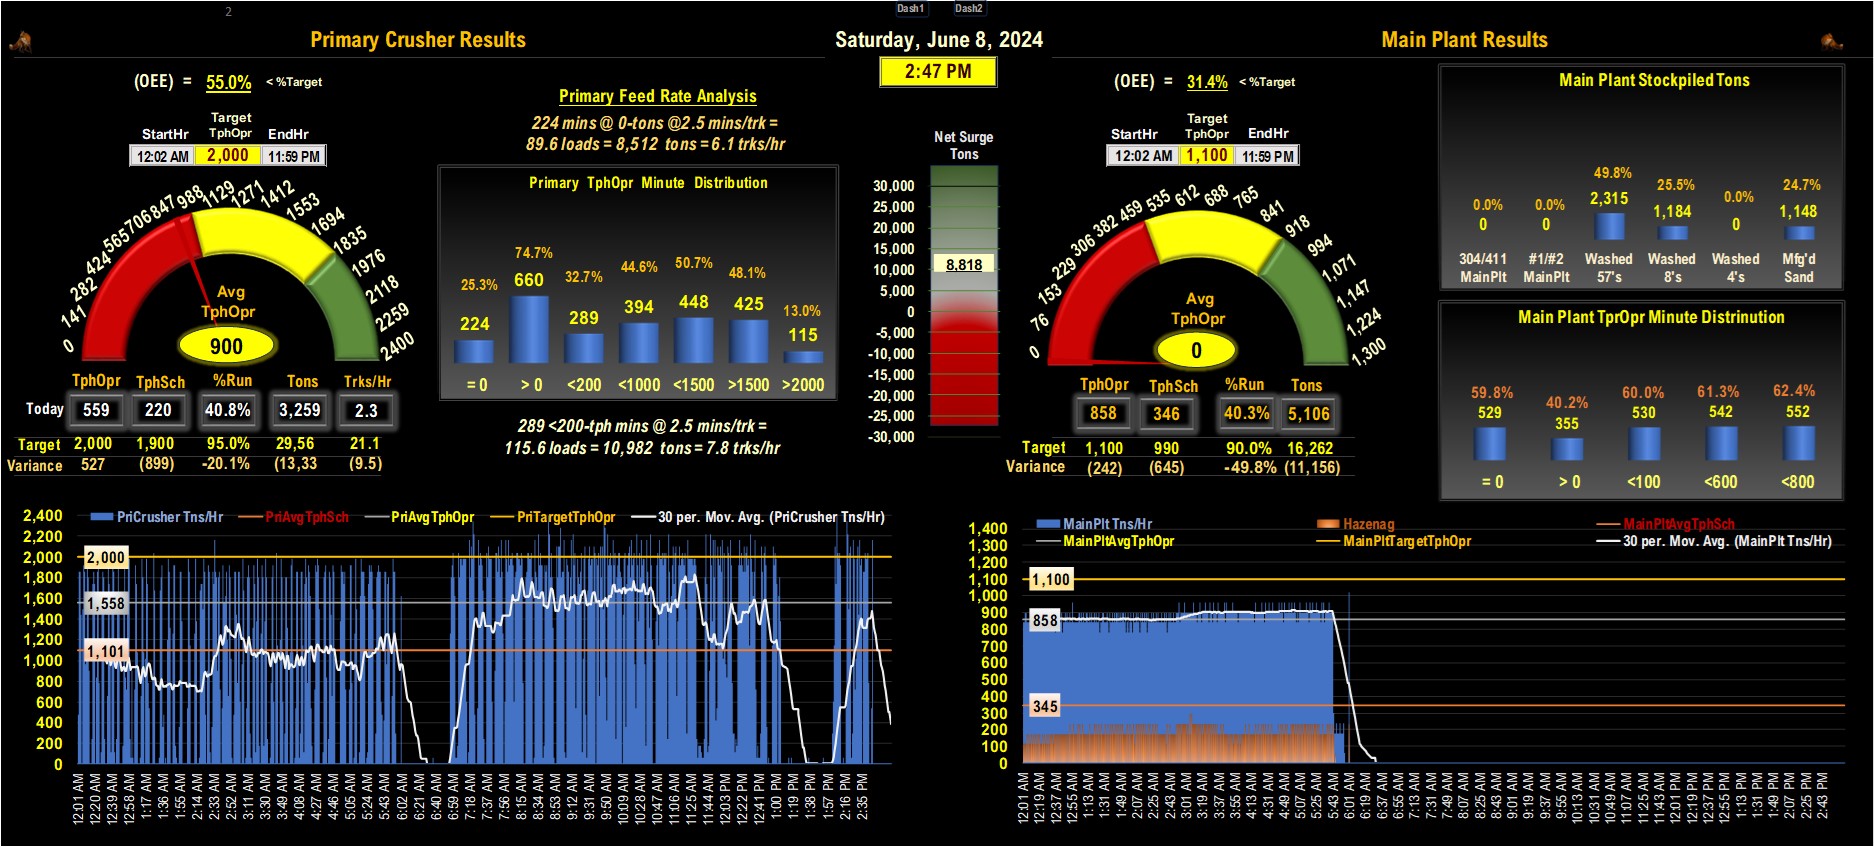 2
Dash1 Dash2
Primary Crusher Results
Saturday, June 8, 2024
Main Plant Results
2:47 PM
(OEE) = 55.0% < %Target
Target
StartHr TphOpr EndHr
12:02 AM 2,000 11:59 PM
0 141 282 424 565 706 847 988 1129 1271 1412 1553 1694 1835 1976 2118 2259 2400
Avg
TphOpr
900
TphOpr TphSch %Run Tons Trks/Hr
Today 559 220 40.8% 3,259 2.3
Target 2,000 1,900 95.0% 29,56 21.1
Variance 527 (899) -20.1% (13,33 (9.5)
Primary Feed Rate Analysis
224 mins @ 0-tons @2.5 mins/trk =
89.6 loads = 8,512 tons = 6.1 trks/hr
Primary TphOpr Minute Distribution
25.3% 74.7% 32.7% 44.6% 50.7% 48.1% 13.0%
224 660 289 394 448 425 115
= 0 > 0 <200 <1000 <1500 >1500 >2000
289 <200-tph mins @ 2.5 mins/trk =
115.6 loads = 10,982 tons = 7.8 trks/hr
Net Surge
Tons
30,000
25,000
20,000
15,000
10,000
5,000
0
-5,000
-10,000
-15,000
-20,000
-25,000
-30,000
8,818
(OEE) = 31.4% < %Target
Target
StartHr TphOpr EndHr
12:02 AM 1,100 11:59 PM
0 76 153 229 306 382 459 535 612 688 765 841 918 994 1,071 1,147 1,224 1,300
Avg
TphOpr
0
TphOpr TphSch %Run Tons
858 346 40.3% 5,106
Target 1,100 990 90.0% 16,262
Variance (242) (645) -49.8% (11,156)
Main Plant Stockpiled Tons
0.0% 0.0% 49.8% 25.5% 0.0% 24.7%
0 0 2,315 1,184 0 1,148
304/411 #1/#2 Washed Washed Washed Mfg'd
MainPlt MainPlt 57's 8's 4's Sand
Main Plant TprOpr Minute Distrinution
59.8% 40.2% 60.0% 61.3% 62.4%
529 355 530 542 552
= 0 > 0 <100 <600 <800
PriCrusher Tns/Hr PriAvgTphSch PriAvgTphOpr PriTargetTphOpr 30 per. Mov. Avg. (PriCrusher Tns/Hr)
2,400
2,200
2,000
1,800
1,600
1,400
1,200
1,000
800
600
400
200
0
2,000
1,558
1,101
12:01 AM 12:20 AM 12:39 AM 12:58 AM 1:17 AM 1:36 AM 1:55 AM 2:14 AM 2:33 AM 2:52 AM 3:11 AM 3:30 AM 3:49 AM 4:08 AM 4:27 AM 4:46 AM 5:05 AM 5:24 AM 5:43 AM 6:02 AM 6:21 AM 6:40 AM 6:59 AM 7:18 AM 7:37 AM 7:56 AM 8:15 AM 8:34 AM 8:53 AM 9:12 AM 9:31 AM 9:50 AM 10:09 AM 10:28 AM 10:47 AM 11:06 AM 11:25 AM 11:44 AM 12:03 PM 12:22 PM 12:41 PM 1:00 PM 1:19 PM 1:38 PM 1:57 PM 2:16 PM 2:35 PM
MainPlt Tns/Hr Hazenag MainPltAvgTphSch
MainPltAvgTphOpr MainPltTargetTphOpr 30 per. Mov. Avg. (MainPlt Tns/Hr)
1,400
1,300
1,200
1,100
1,000
900
800
700
600
500
400
300
200
100
0
1,100
858
345
12:01 AM 12:19 AM 12:37 AM 12:55 AM 1:13 AM 1:31 AM 1:49 AM 2:07 AM 2:25 AM 2:43 AM 3:01 AM 3:19 AM 3:37 AM 3:55 AM 4:13 AM 4:31 AM 4:49 AM 5:07 AM 5:25 AM 5:43 AM 6:01 AM 6:19 AM 6:37 AM 6:55 AM 7:13 AM 7:31 AM 7:49 AM 8:07 AM 8:25 AM 8:43 AM 9:01 AM 9:19 AM 9:37 AM 9:55 AM 10:13 AM 10:31 AM 10:49 AM 11:07 AM 11:25 AM 11:43 AM 12:01 PM 12:19 PM 12:37 PM 12:55 PM 1:13 PM 1:31 PM 1:49 PM 2:07 PM 2:25 PM 2:43 PM